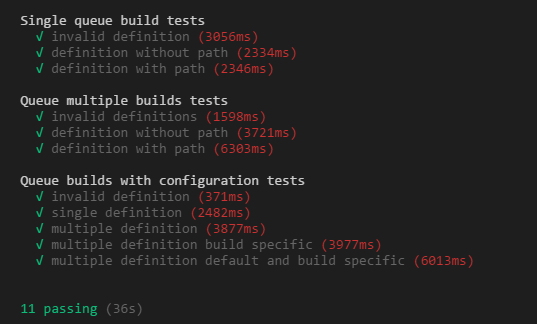 Single queue build tests
√ invalid definition (3056ms)
√ definition without path (2334ms)
√ definition with path (2346ms)
Queue multiple builds tests
√ invalid definitions (1598ms)
√ definition without path (3721ms)
√ definition with path (6303ms)
Queue builds with configuration tests
√ invalid definition (371ms)
√ single definition (2482ms)
√ multiple definition (3877ms)
√ multiple definition build specific (3977ms)
√ multiple definition default and build specific (6013ms)
11 passing (36s)